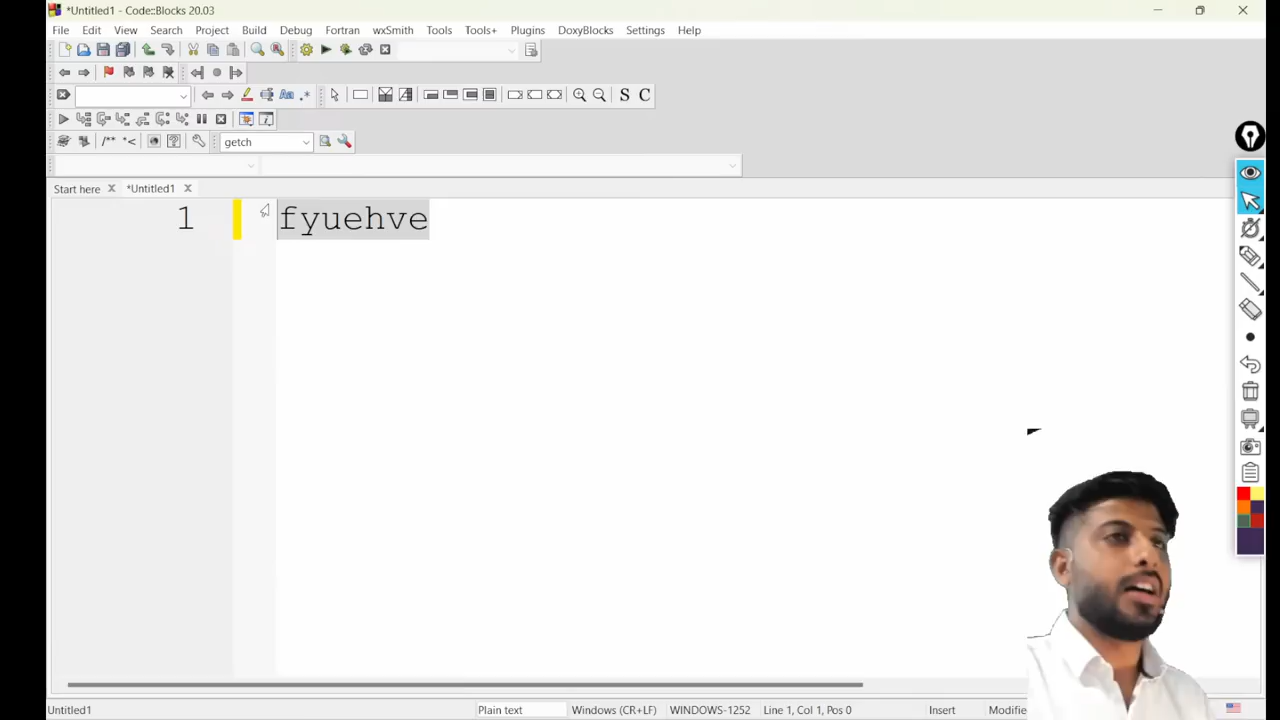 *Untitled1 - Code::Blocks 20.03
File Edit View Search Project Build Debug Fortran wxSmith Tools Tools+ Plugins DoxyBlocks Settings Help
Aa .* S C
/** *< getch
Start here *Untitled1
1 fyuehve
Untitled1 Plain text Windows (CR+LF) WINDOWS-1252 Line 1, Col 1, Pos 0 Insert Modifie